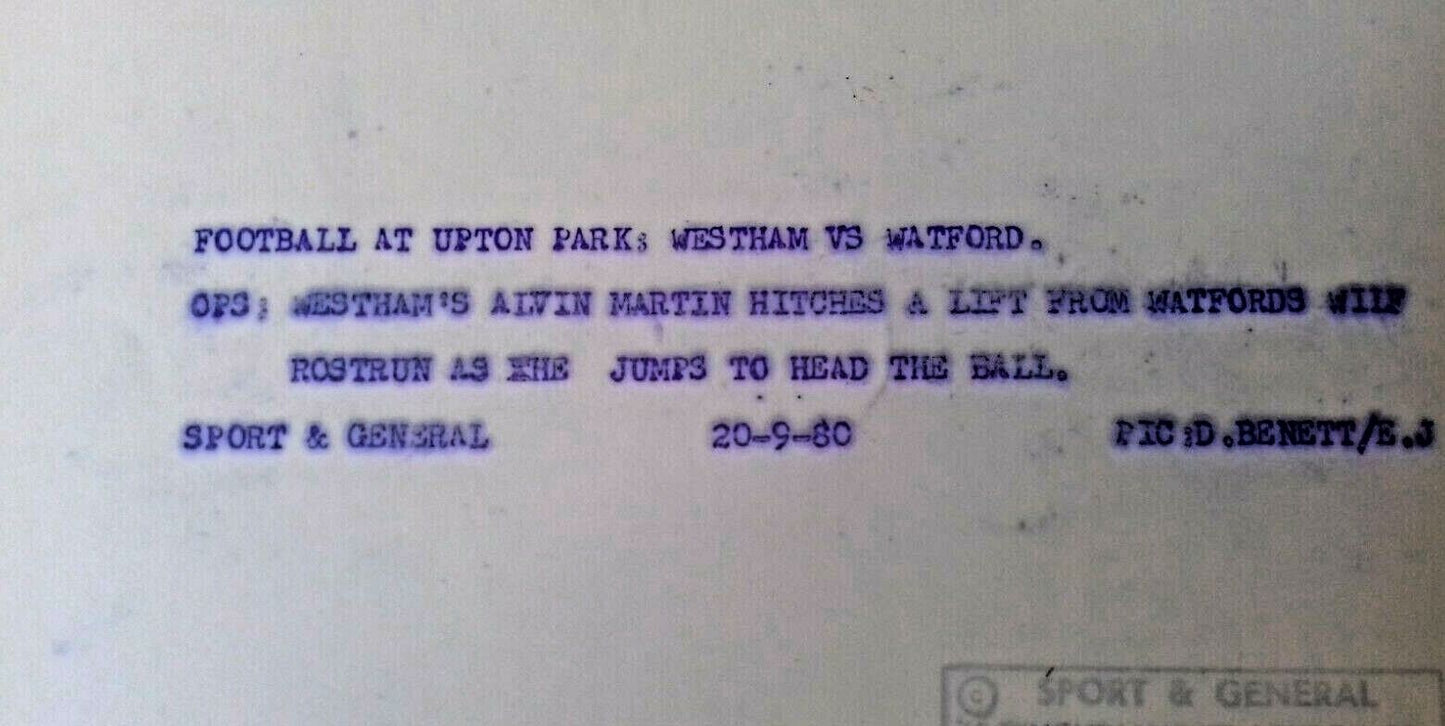 FOOTBALL AT UPTON PARK; WESTHAM VS WATFORD.
OPS; WESTHAM'S ALVIN MARTIN HITCHES A LIFT FROM WATFORDS WILF
ROSTRUN AS HE JUMPS TO HEAD THE BALL.
SPORT & GENERAL 20-9-80 PIC:D.BENETT/E.J
© SPORT & GENERAL